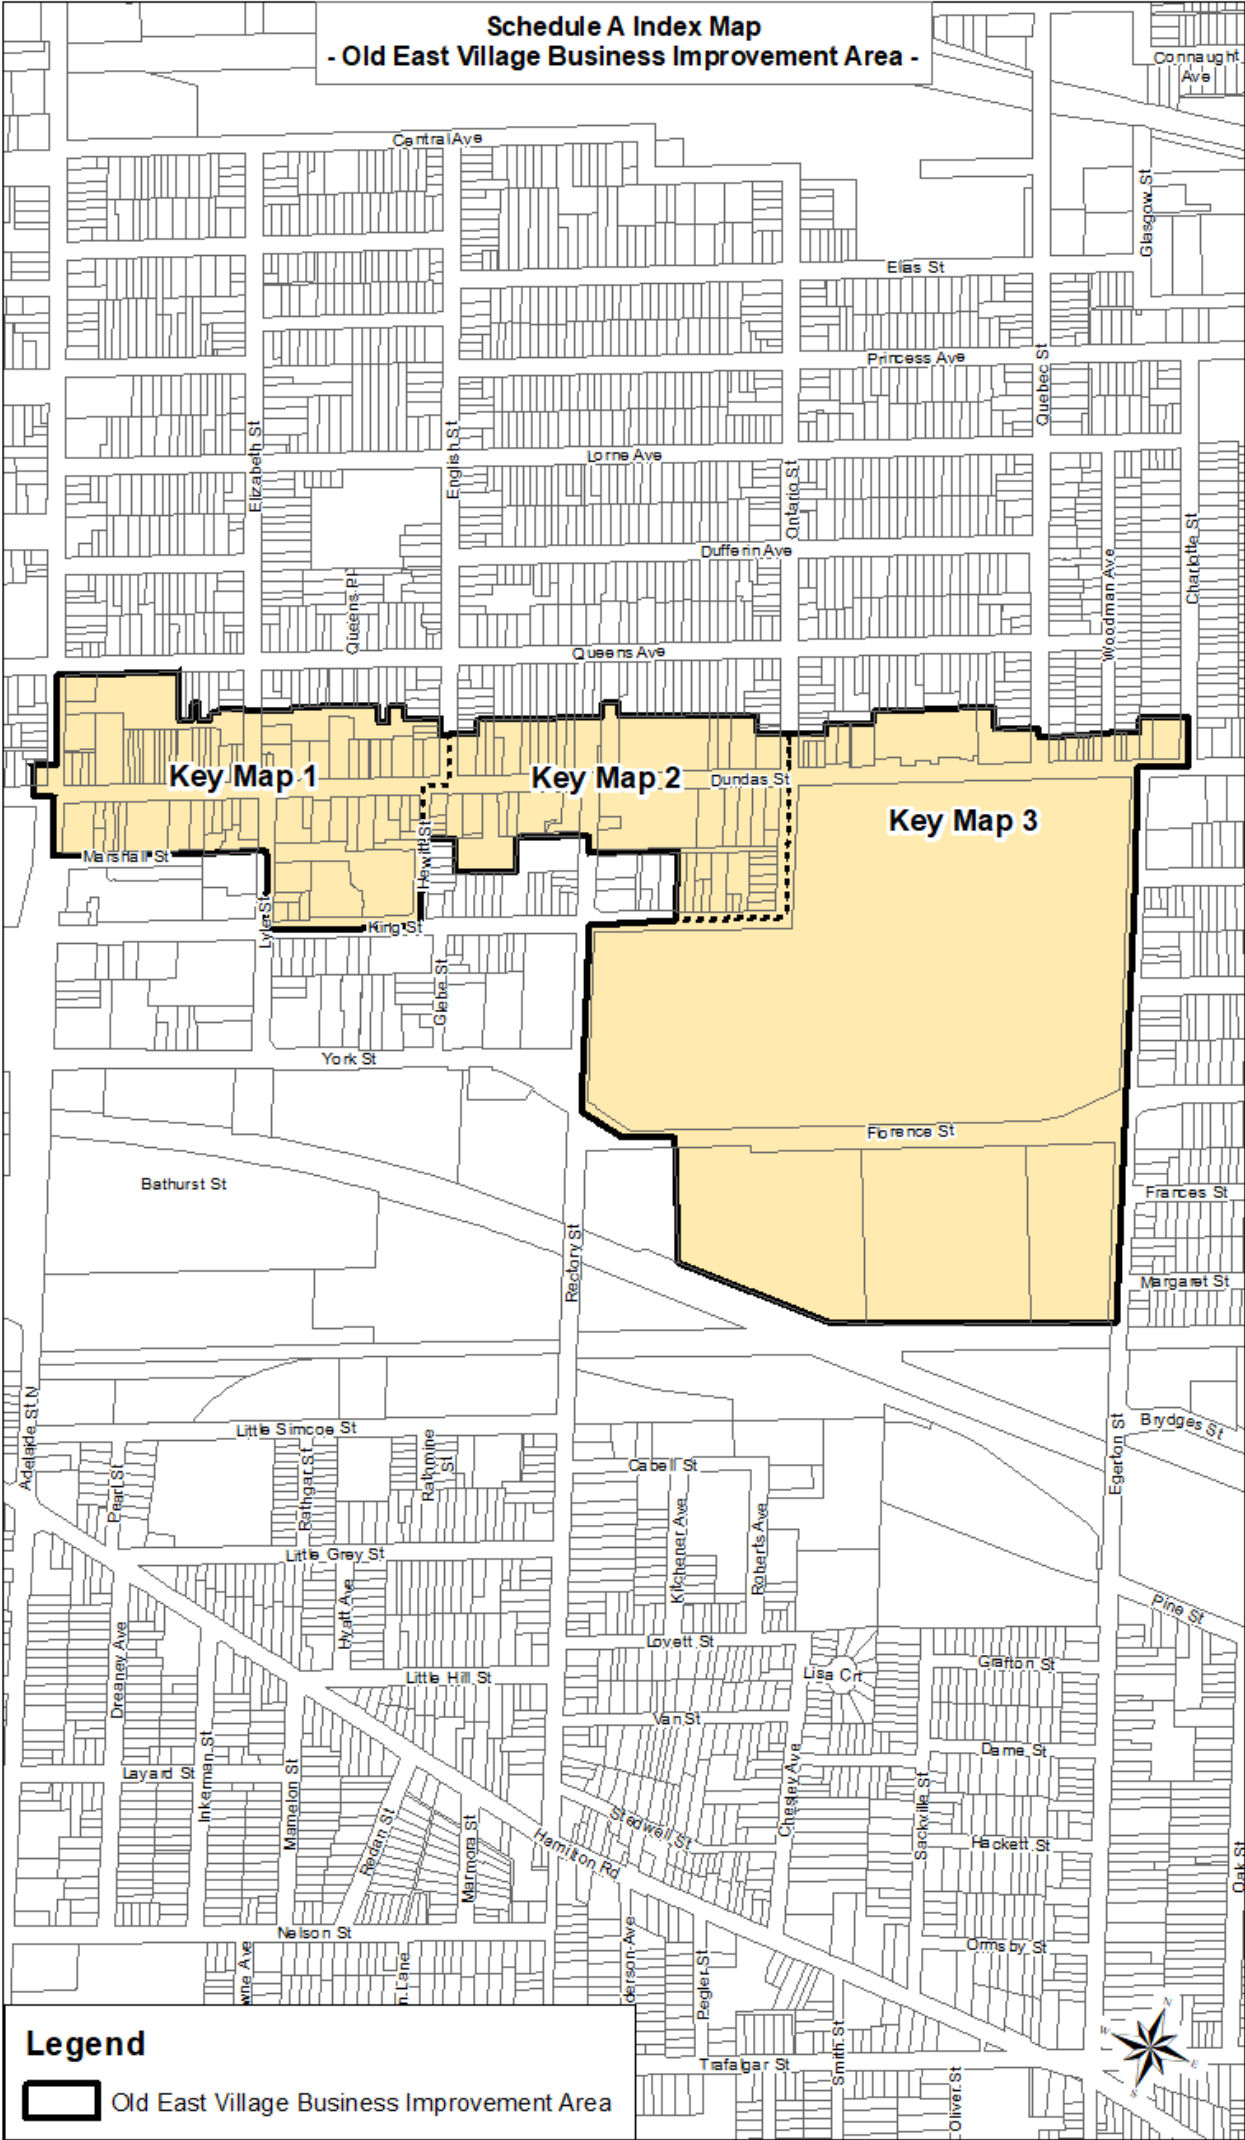 Schedule A Index Map
- Old East Village Business Improvement Area -
Connaught
Ave
Central Ave
Glasgow St
Elias St
Princess Ave
Quebec St
Elizabeth St
English St
Lorne Ave
Ontario St
Dufferin Ave
Charlotte St
Woodman Ave
Queens Pl
Queens Ave
Key Map 1
Key Map 2
Dundas St
Key Map 3
Marshall St
Hewitt St
Lyle St
King St
Glebe St
York St
Florence St
Bathurst St
Frances St
Rectory St
Margaret St
Adelaide St N
Little Simcoe St
Brydges St
Egerton St
Pearl St
Rathgar St
Rathmine
St
Cabell St
Kitchener Ave
Roberts Ave
Little Grey St
Hyatt Ave
Pine St
Dreaney Ave
Lovett St
Grafton St
Little Hill St
Lisa Crt
Van St
Dame St
Layard St
Inkerman St
Mamelon St
Chesley Ave
Sackville St
Redan St
Marmora St
Stedwell St
Hamilton Rd
Hackett St
Oak St
Nelson St
Ormsby St
wne Ave
n Lane
derson Ave
Pegler St
Smith St
Trafalgar St
Oliver St
N
W
E
S
Legend
Old East Village Business Improvement Area